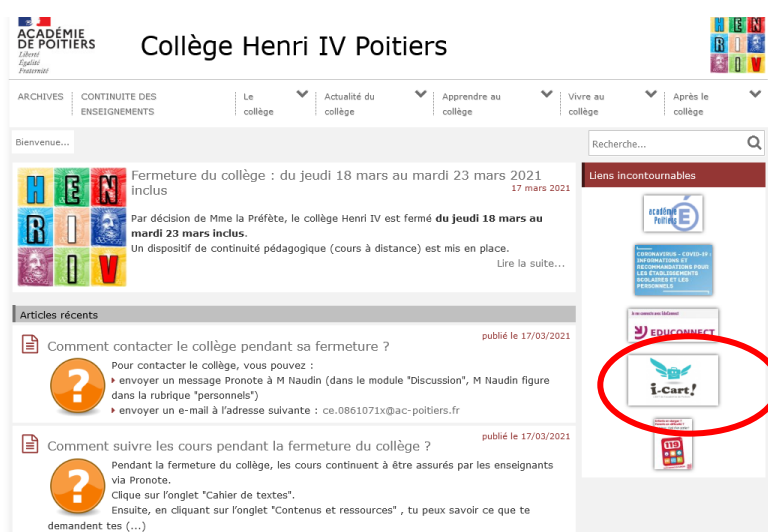 ACADÉMIE
DE POITIERS
Liberté
Égalité
Fraternité
Collège Henri IV Poitiers
HEN
RI
IV
ARCHIVES
CONTINUITE DES
ENSEIGNEMENTS
Le
collège
Actualité du
collège
Apprendre au
collège
Vivre au
collège
Après le
collège
Bienvenue...
Recherche...
HEN
RI
IV
Fermeture du collège : du jeudi 18 mars au mardi 23 mars 2021
inclus
17 mars 2021
Par décision de Mme la Préfète, le collège Henri IV est fermé du jeudi 18 mars au
mardi 23 mars inclus.
Un dispositif de continuité pédagogique (cours à distance) est mis en place.
Lire la suite...
Liens incontournables
académie
Poitiers
CORONAVIRUS - COVID-19 :
INFORMATIONS ET
RECOMMANDATIONS POUR
LES ÉTABLISSEMENTS
SCOLAIRES ET LES
PERSONNELS
Je me connecte avec EduConnect
EDUCONNECT
i-Cart!
119
Articles récents
publié le 17/03/2021
Comment contacter le collège pendant sa fermeture ?
?
Pour contacter le collège, vous pouvez :
envoyer un message Pronote à M Naudin (dans le module "Discussion", M Naudin figure
dans la rubrique "personnels")
envoyer un e-mail à l’adresse suivante : ce.0861071x@ac-poitiers.fr
publié le 17/03/2021
Comment suivre les cours pendant la fermeture du collège ?
?
Pendant la fermeture du collège, les cours continuent à être assurés par les enseignants
via Pronote.
Clique sur l’onglet "Cahier de textes".
Ensuite, en cliquant sur l’onglet "Contenus et ressources" , tu peux savoir ce que te
demandent tes (...)